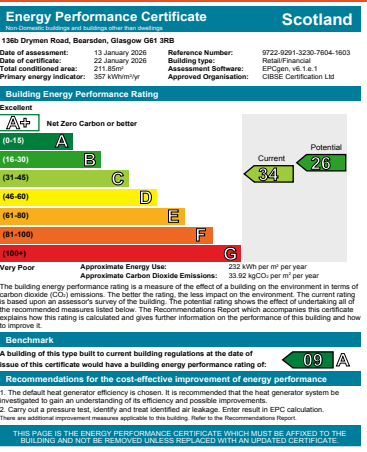 Energy Performance Certificate
Scotland
Non-Domestic buildings and buildings other than dwellings
136b Drymen Road, Bearsden, Glasgow G61 3RB
Date of assessment: 13 January 2026 Reference Number: 9722-9291-3230-7604-1603
Date of certificate: 22 January 2026 Building type: Retail/Financial
Total conditioned area: 211.85m² Assessment Software: EPCgen, v6.1.e.1
Primary energy indicator: 357 kWh/m²/yr Approved Organisation: CIBSE Certification Ltd
Building Energy Performance Rating
Excellent
A+ Net Zero Carbon or better
(0-15) A
Potential
(16-30) B
Current
26
(31-45) C
34
(46-60) D
(61-80) E
(81-100) F
(100+) G
Very Poor
Approximate Energy Use: 232 kWh per m² per year
Approximate Carbon Dioxide Emissions: 33.92 kgCO₂ per m² per year
The building energy performance rating is a measure of the effect of a building on the environment in terms of
carbon dioxide (CO₂) emissions. The better the rating, the less impact on the environment. The current rating
is based upon an assessor's survey of the building. The potential rating shows the effect of undertaking all of
the recommended measures listed below. The Recommendations Report which accompanies this certificate
explains how this rating is calculated and gives further information on the performance of this building and how
to improve it.
Benchmark
A building of this type built to current building regulations at the date of
issue of this certificate would have a building energy performance rating of:
09 A
Recommendations for the cost-effective improvement of energy performance
1. The default heat generator efficiency is chosen. It is recommended that the heat generator system be
investigated to gain an understanding of its efficiency and possible improvements.
2. Carry out a pressure test, identify and treat identified air leakage. Enter result in EPC calculation.
There are additional improvement measures applicable to this building. Refer to the Recommendations Report.
THIS PAGE IS THE ENERGY PERFORMANCE CERTIFICATE WHICH MUST BE AFFIXED TO THE
BUILDING AND NOT BE REMOVED UNLESS REPLACED WITH AN UPDATED CERTIFICATE.